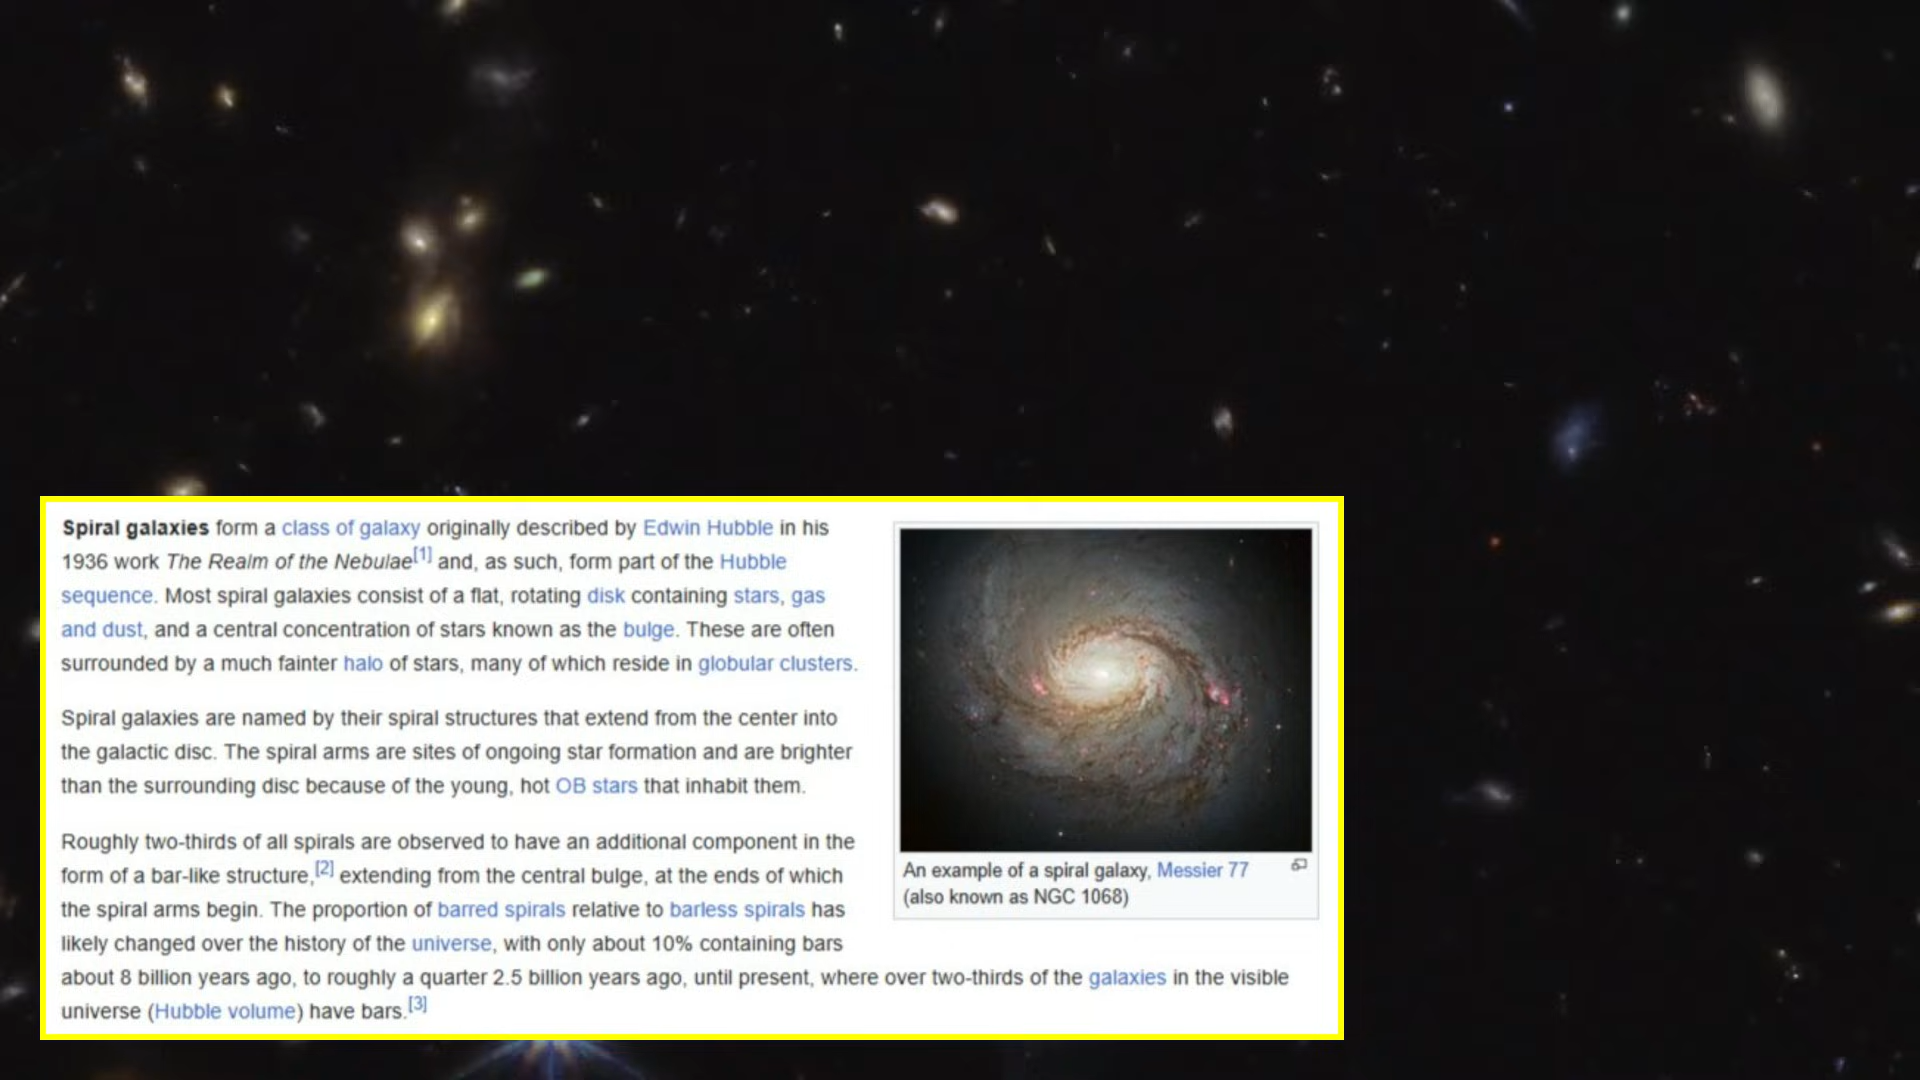 Spiral galaxies form a class of galaxy originally described by Edwin Hubble in his
1936 work The Realm of the Nebulae[1] and, as such, form part of the Hubble
sequence. Most spiral galaxies consist of a flat, rotating disk containing stars, gas
and dust, and a central concentration of stars known as the bulge. These are often
surrounded by a much fainter halo of stars, many of which reside in globular clusters.
Spiral galaxies are named by their spiral structures that extend from the center into
the galactic disc. The spiral arms are sites of ongoing star formation and are brighter
than the surrounding disc because of the young, hot OB stars that inhabit them.
Roughly two-thirds of all spirals are observed to have an additional component in the
form of a bar-like structure,[2] extending from the central bulge, at the ends of which
the spiral arms begin. The proportion of barred spirals relative to barless spirals has
likely changed over the history of the universe, with only about 10% containing bars
about 8 billion years ago, to roughly a quarter 2.5 billion years ago, until present, where over two-thirds of the galaxies in the visible
universe (Hubble volume) have bars.[3]
An example of a spiral galaxy, Messier 77
(also known as NGC 1068)